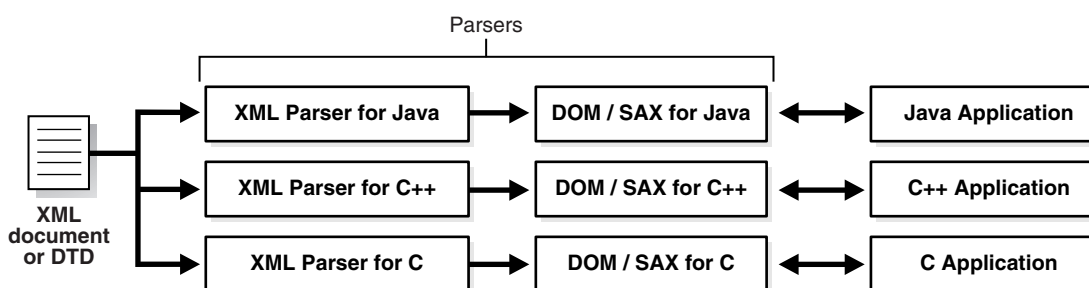 Parsers
XML Parser for Java
DOM / SAX for Java
Java Application
XML Parser for C++
DOM / SAX for C++
C++ Application
XML Parser for C
DOM / SAX for C
C Application
XML
document
or DTD